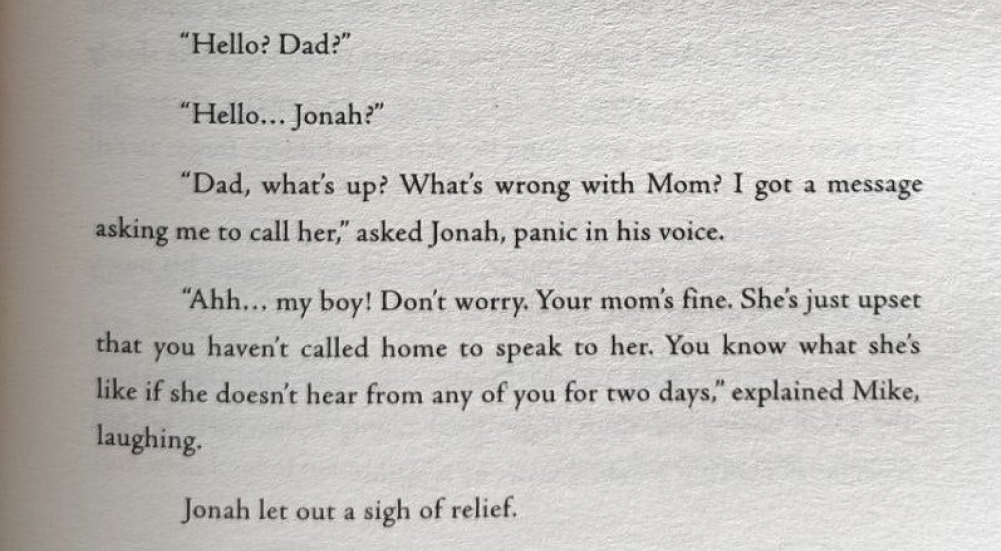 “Hello? Dad?”
“Hello... Jonah?”
“Dad, what’s up? What’s wrong with Mom? I got a message
asking me to call her,” asked Jonah, panic in his voice.
“Ahh... my boy! Don’t worry. Your mom’s fine. She’s just upset
that you haven’t called home to speak to her. You know what she’s
like if she doesn’t hear from any of you for two days,” explained Mike,
laughing.
Jonah let out a sigh of relief.